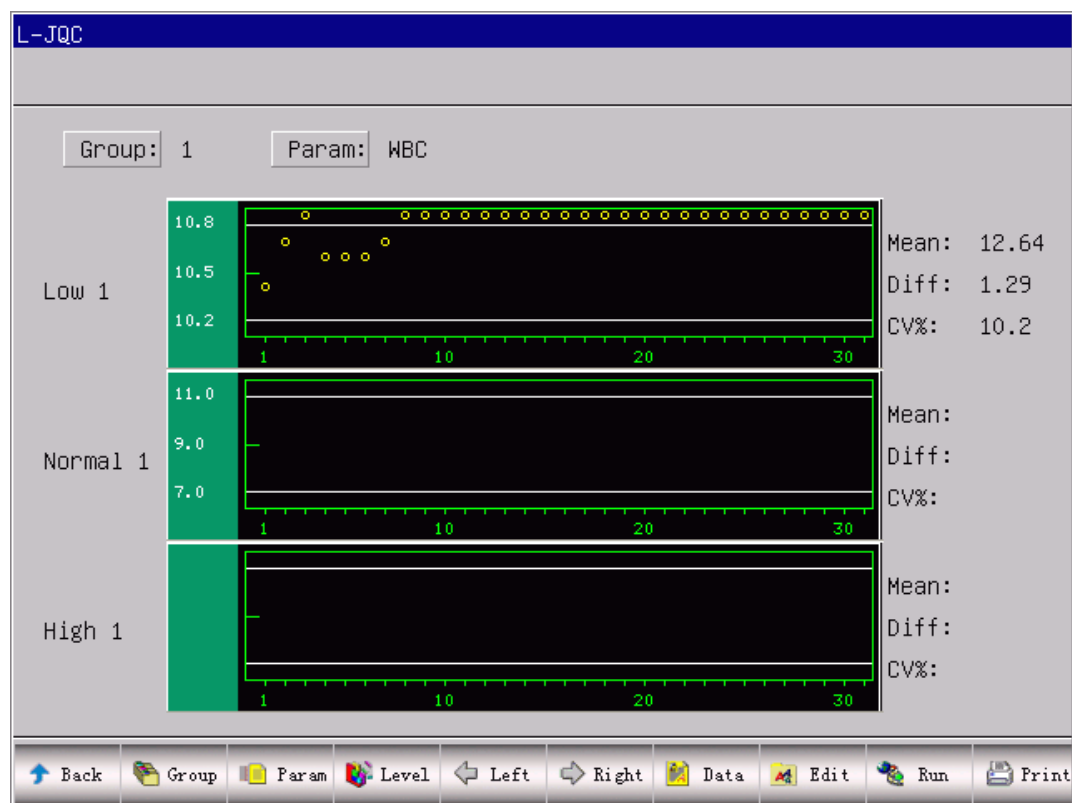 L-JQC
Group: 1 Param: WBC
Low 1
10.8
10.5
10.2
1 10 20 30
Mean: 12.64
Diff: 1.29
CV%: 10.2
Normal 1
11.0
9.0
7.0
1 10 20 30
Mean:
Diff:
CV%:
High 1
1 10 20 30
Mean:
Diff:
CV%:
Back Group Param Level Left Right Data Edit Run Print